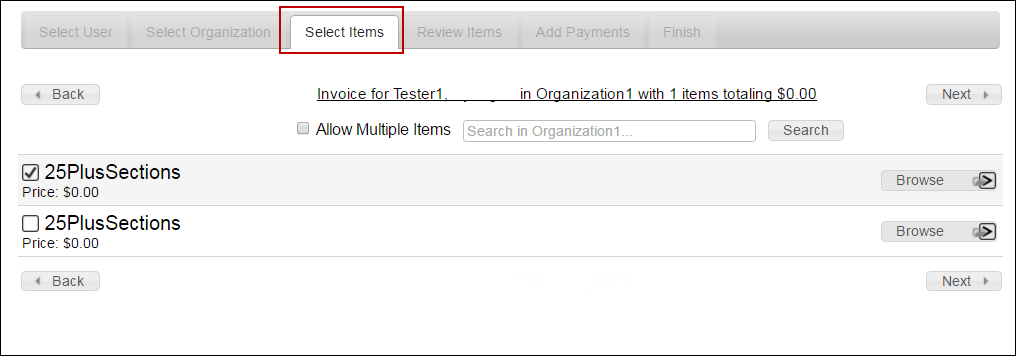 Select User Select Organization Select Items Review Items Add Payments Finish
Back Invoice for Tester1, in Organization1 with 1 items totaling $0.00 Next
Allow Multiple Items Search in Organization1... Search
25PlusSections Browse
Price: $0.00
25PlusSections Browse
Price: $0.00
Back Next